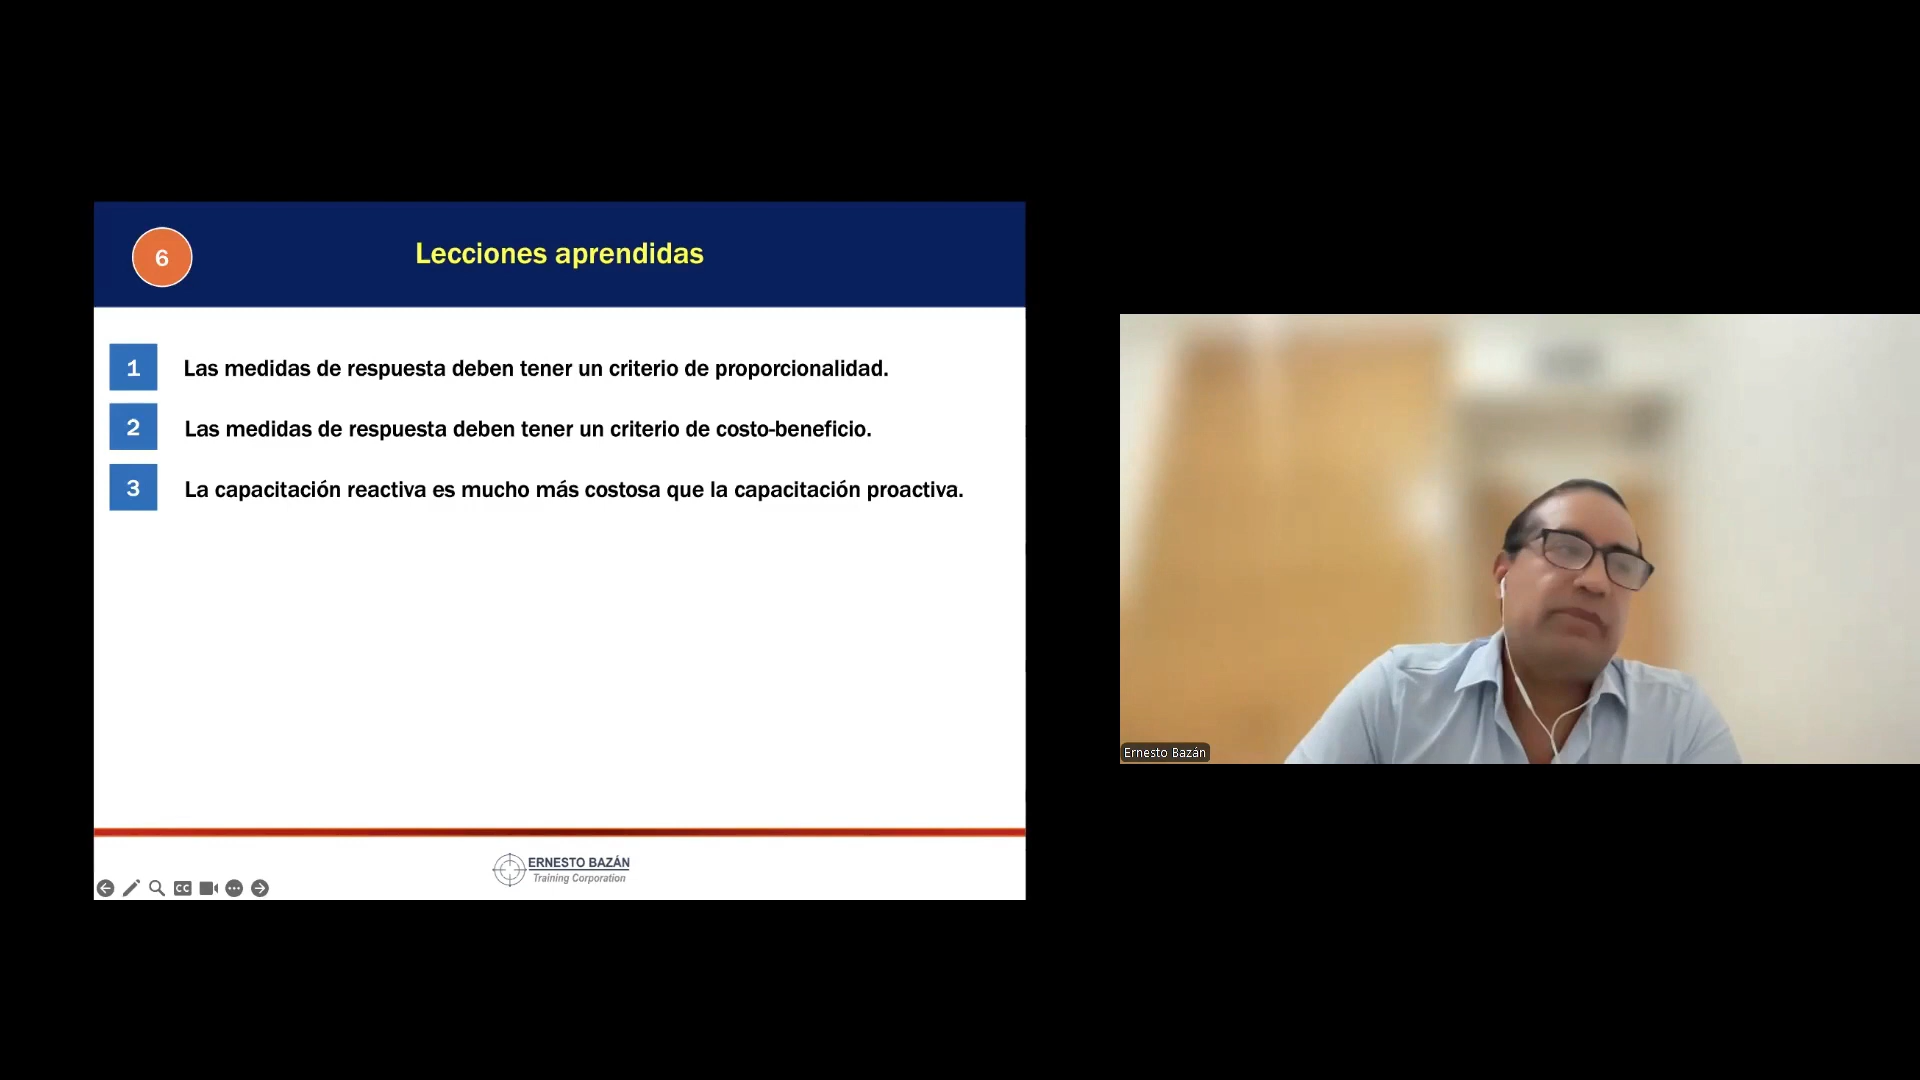 6
Lecciones aprendidas
1
Las medidas de respuesta deben tener un criterio de proporcionalidad.
2
Las medidas de respuesta deben tener un criterio de costo-beneficio.
3
La capacitación reactiva es mucho más costosa que la capacitación proactiva.
ERNESTO BAZÁN
Training Corporation
CC
Ernesto Bazán